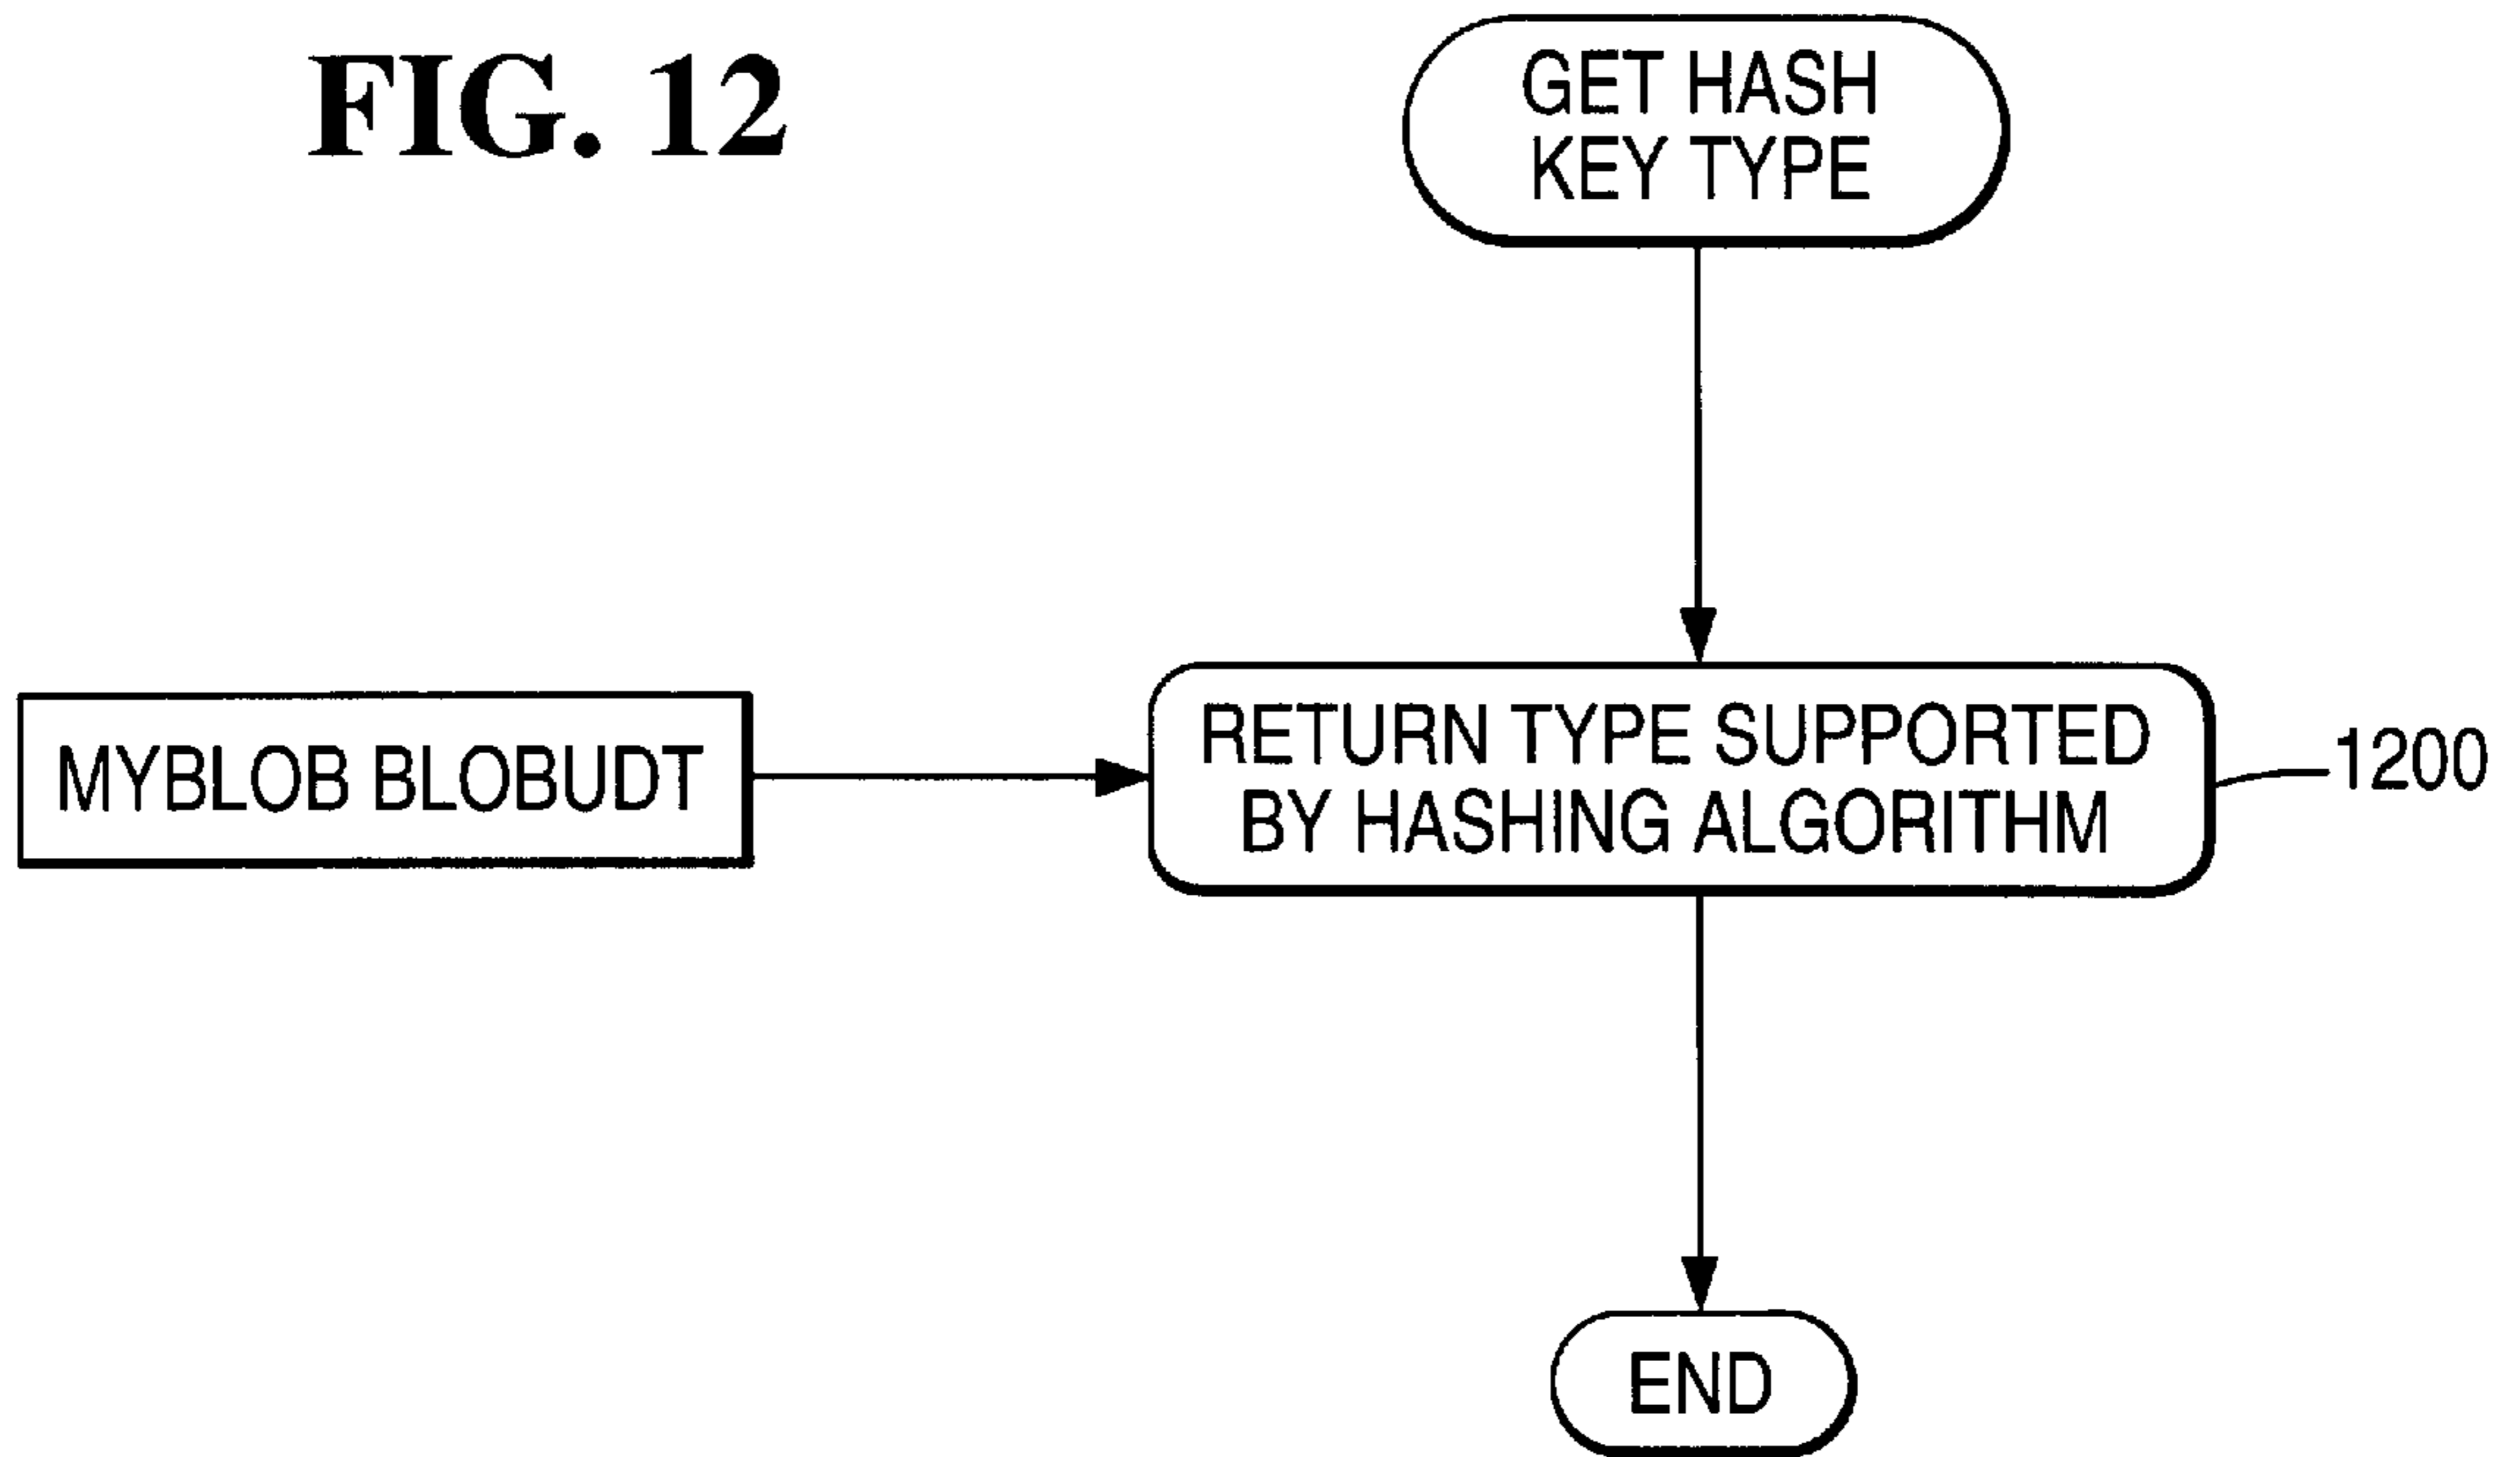 FIG. 12
GET HASH
KEY TYPE
MYBLOB BLOBUDT
RETURN TYPE SUPPORTED
BY HASHING ALGORITHM
1200
END